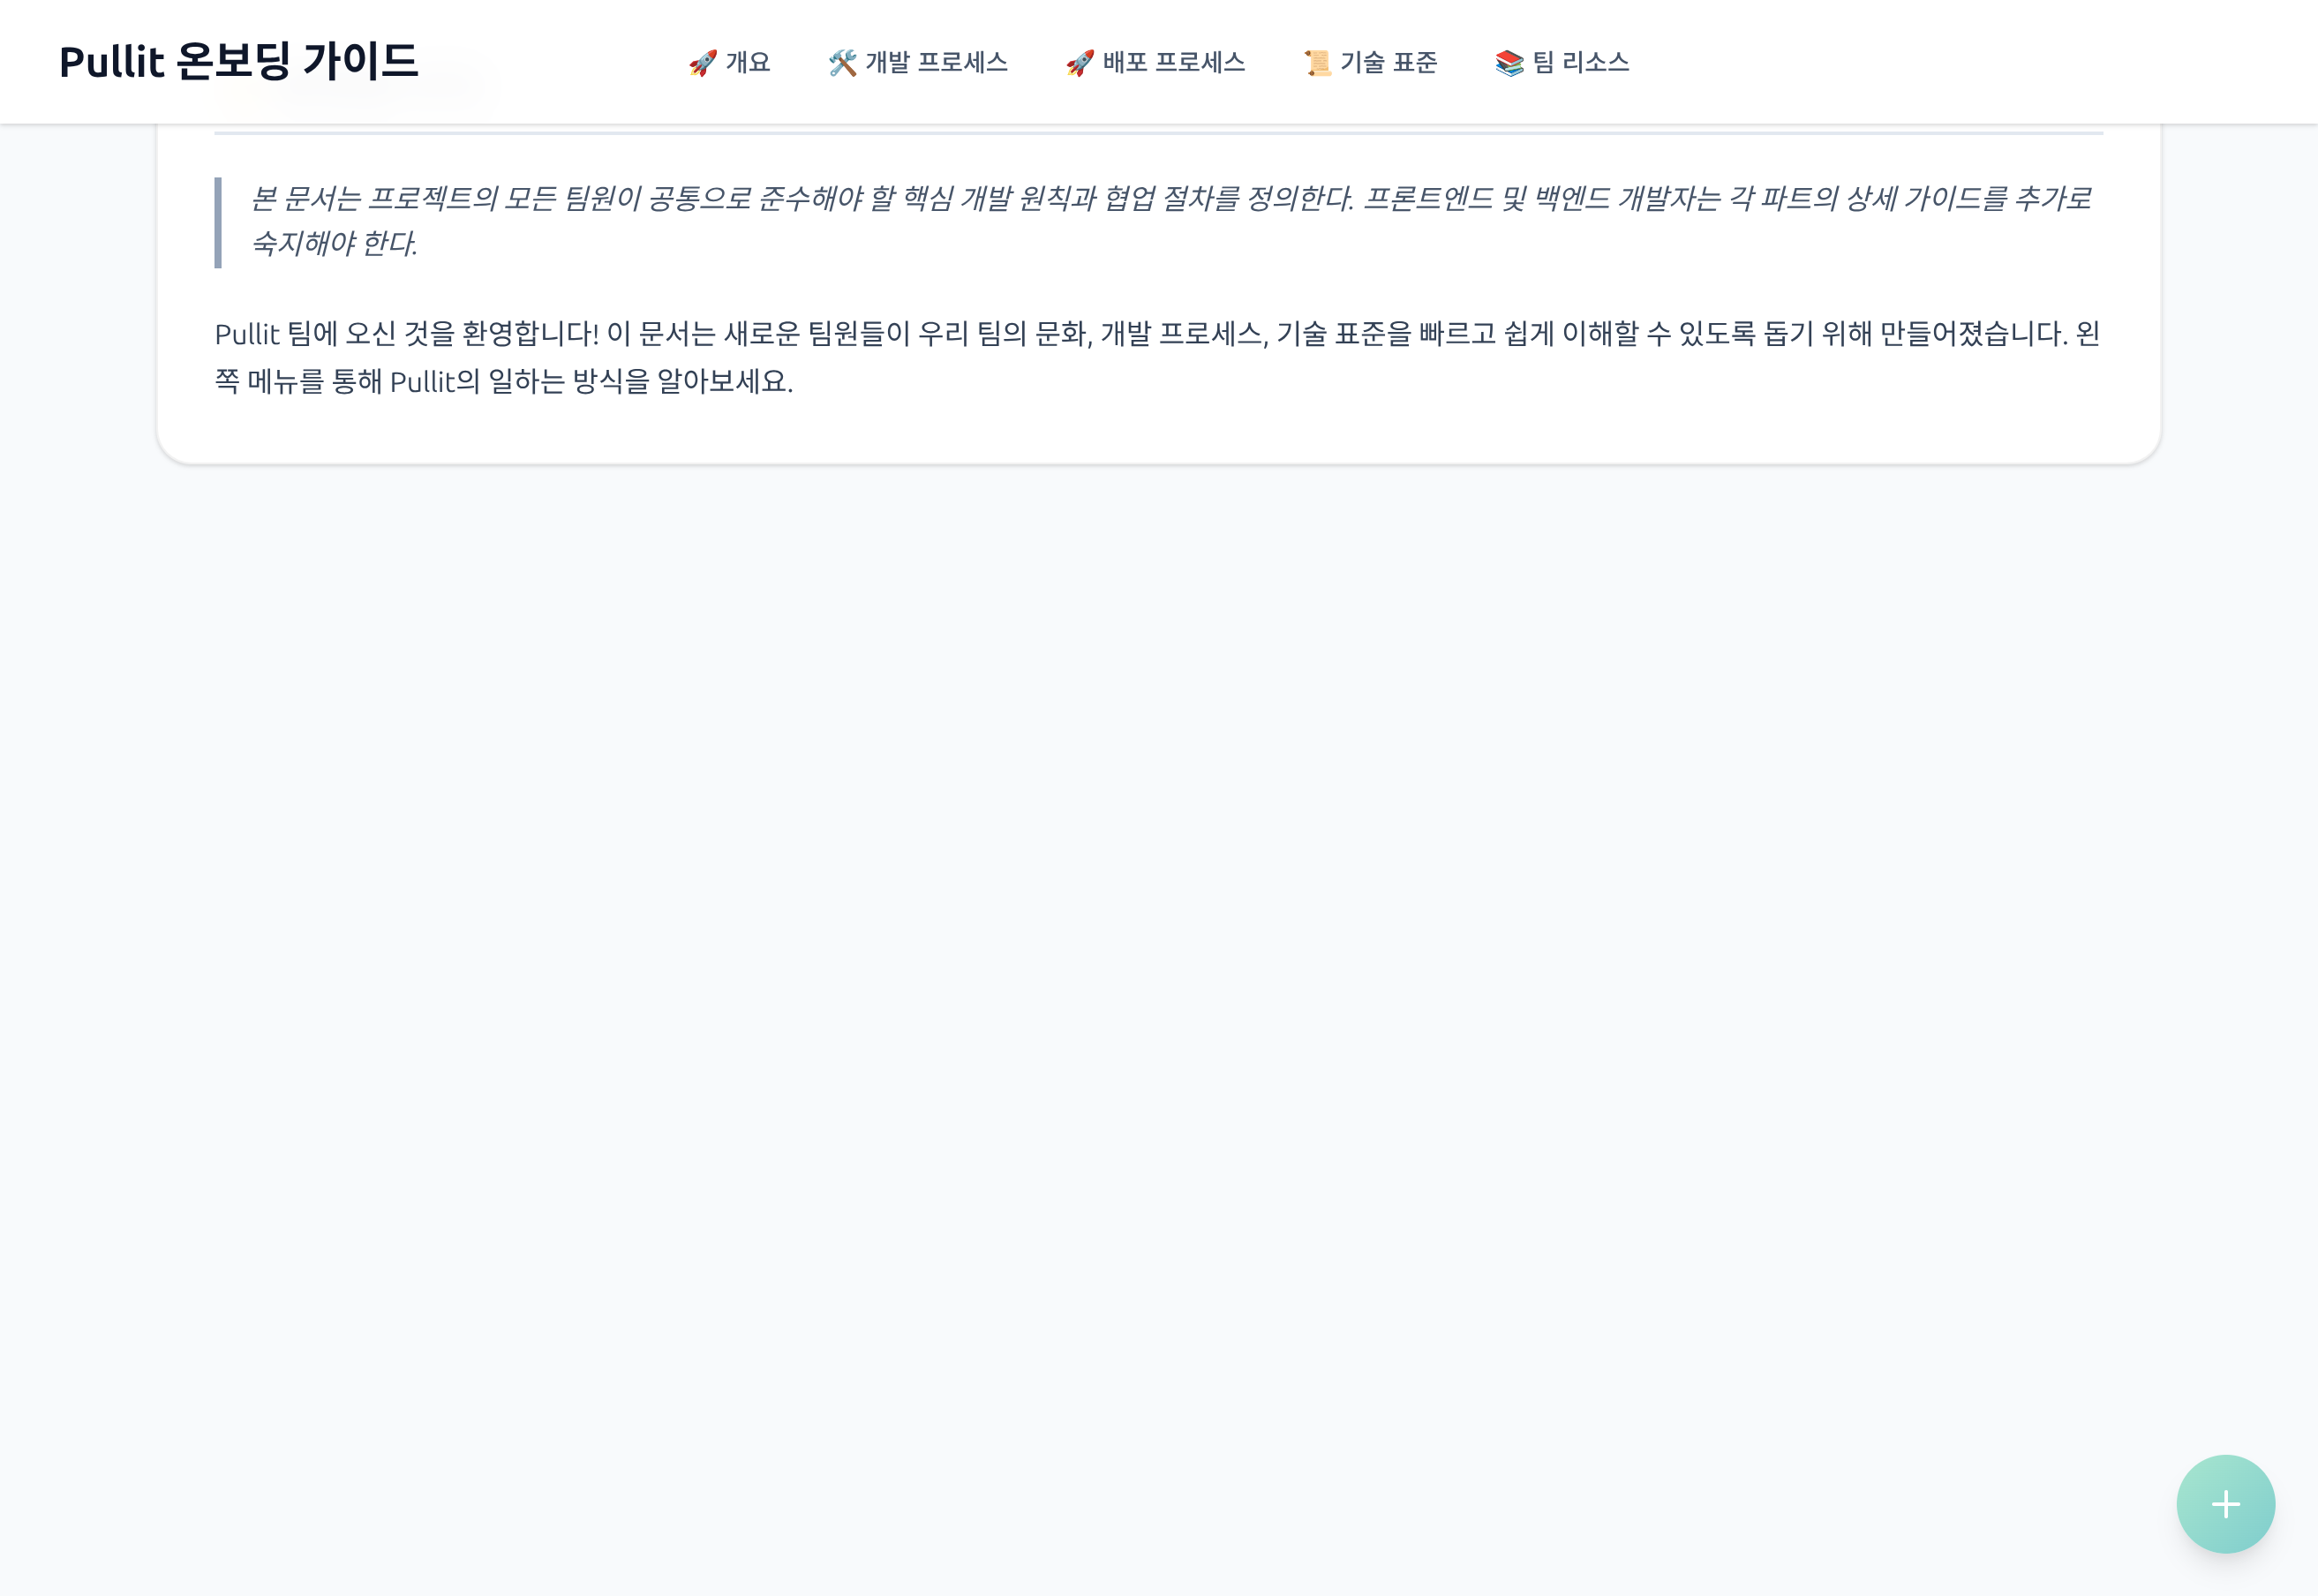 Pullit 온보딩 가이드
🚀 개요 🛠️ 개발 프로세스 🚀 배포 프로세스 📜 기술 표준 📚 팀 리소스
본 문서는 프로젝트의 모든 팀원이 공통으로 준수해야 할 핵심 개발 원칙과 협업 절차를 정의한다. 프론트엔드 및 백엔드 개발자는 각 파트의 상세 가이드를 추가로
숙지해야 한다.
Pullit 팀에 오신 것을 환영합니다! 이 문서는 새로운 팀원들이 우리 팀의 문화, 개발 프로세스, 기술 표준을 빠르고 쉽게 이해할 수 있도록 돕기 위해 만들어졌습니다. 왼
쪽 메뉴를 통해 Pullit의 일하는 방식을 알아보세요.